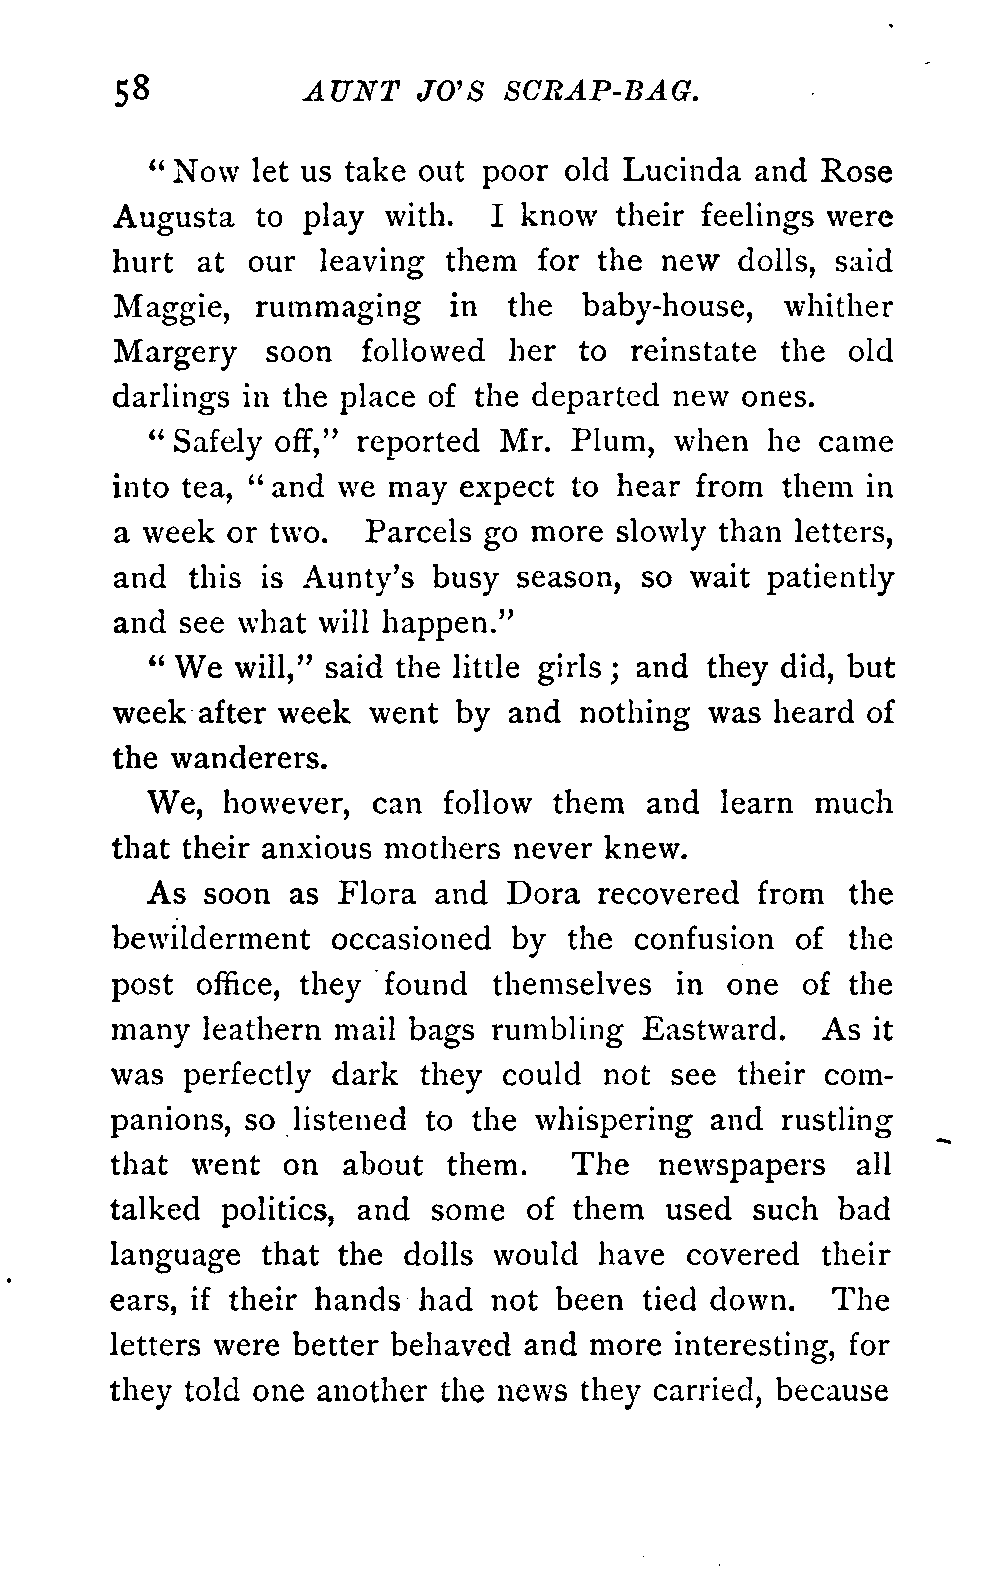 58 AUNT JO'S SCRAP-BAG.
"Now let us take out poor old Lucinda and Rose
Augusta to play with. I know their feelings were
hurt at our leaving them for the new dolls, said
Maggie, rummaging in the baby-house, whither
Margery soon followed her to reinstate the old
darlings in the place of the departed new ones.
"Safely off," reported Mr. Plum, when he came
into tea, "and we may expect to hear from them in
a week or two. Parcels go more slowly than letters,
and this is Aunty's busy season, so wait patiently
and see what will happen."
"We will," said the little girls; and they did, but
week after week went by and nothing was heard of
the wanderers.
We, however, can follow them and learn much
that their anxious mothers never knew.
As soon as Flora and Dora recovered from the
bewilderment occasioned by the confusion of the
post office, they found themselves in one of the
many leathern mail bags rumbling Eastward. As it
was perfectly dark they could not see their com-
panions, so listened to the whispering and rustling
that went on about them. The newspapers all
talked politics, and some of them used such bad
language that the dolls would have covered their
ears, if their hands had not been tied down. The
letters were better behaved and more interesting, for
they told one another the news they carried, because